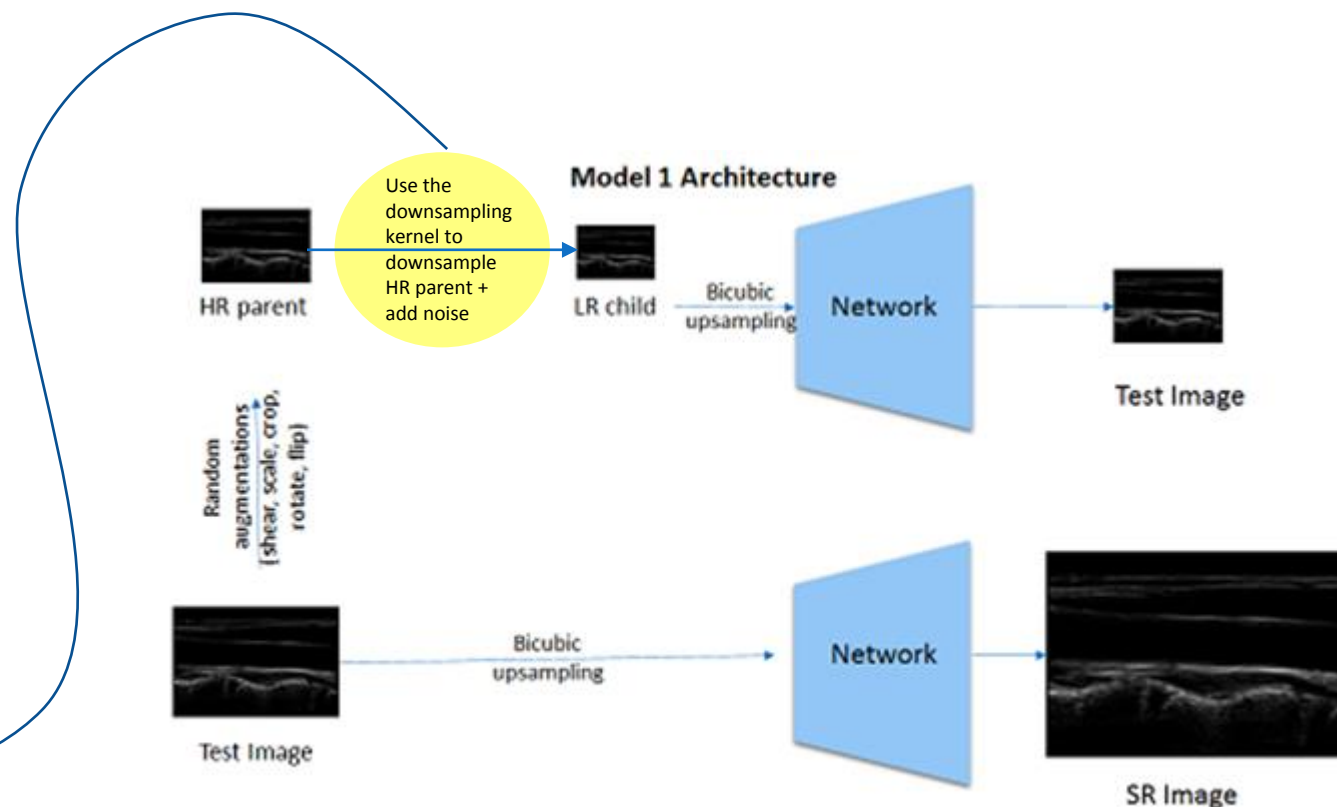 Model 1 Architecture
Use the
downsampling
kernel to
downsample
HR parent +
add noise
HR parent
LR child
Bicubic
upsampling
Network
Test Image
Random
augmentations
(shear, scale, crop,
rotate, flip)
Test Image
Bicubic
upsampling
Network
SR Image